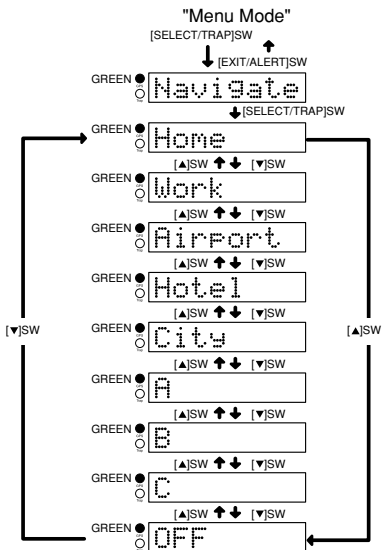 "Menu Mode"
[SELECT/TRAP]SW
[EXIT/ALERT]SW
GREEN Navigate
[SELECT/TRAP]SW
GREEN Home
[▲]SW [▼]SW
GREEN Work
[▲]SW [▼]SW
GREEN Airport
[▲]SW [▼]SW
GREEN Hotel
[▲]SW [▼]SW
[▼]SW GREEN City [▲]SW
[▲]SW [▼]SW
GREEN A
[▲]SW [▼]SW
GREEN B
[▲]SW [▼]SW
GREEN C
[▲]SW [▼]SW
GREEN OFF